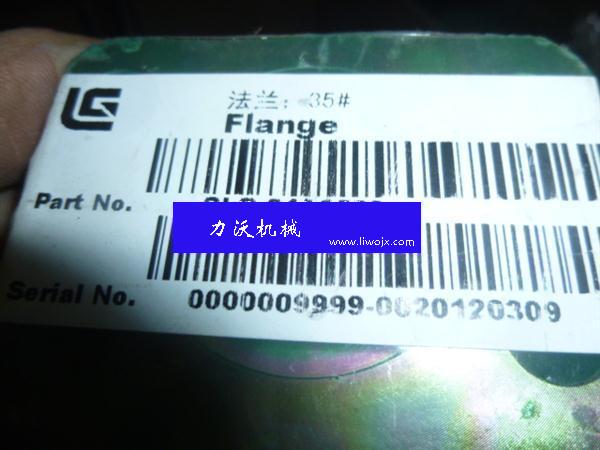 LG
法兰: 35#
Flange
Part No.
力沃机械
www.liwojx.com
Serial No. 0000009999-0020120309